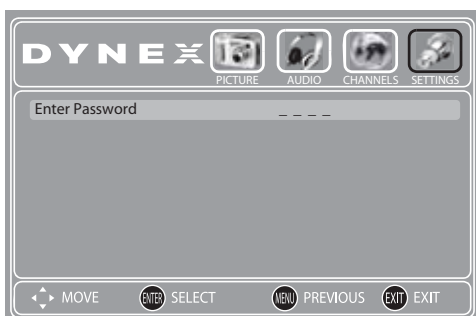 DYNEX
PICTURE AUDIO CHANNELS SETTINGS
Enter Password _ _ _ _
MOVE ENTER SELECT MENU PREVIOUS EXIT EXIT